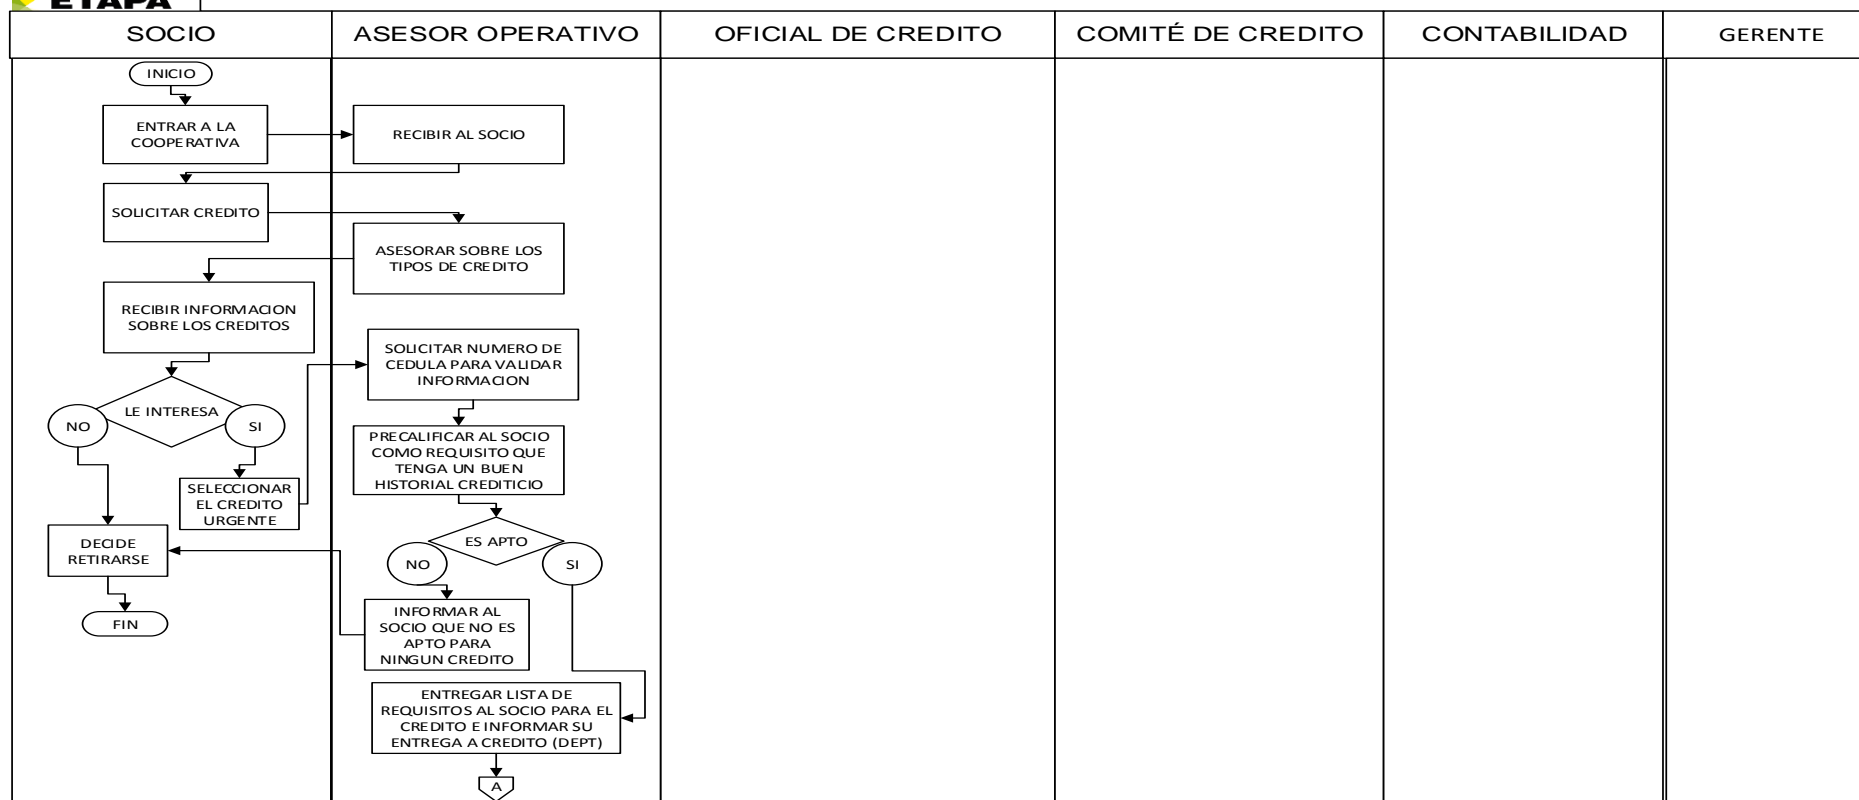 ETAPA
SOCIO
ASESOR OPERATIVO
OFICIAL DE CREDITO
COMITÉ DE CREDITO
CONTABILIDAD
GERENTE
INICIO
ENTRAR A LA
COOPERATIVA
RECIBIR AL SOCIO
SOLICITAR CREDITO
ASESORAR SOBRE LOS
TIPOS DE CREDITO
RECIBIR INFORMACION
SOBRE LOS CREDITOS
SOLICITAR NUMERO DE
CEDULA PARA VALIDAR
INFORMACION
LE INTERESA
NO
SI
PRECALIFICAR AL SOCIO
COMO REQUISITO QUE
TENGA UN BUEN
HISTORIAL CREDITICIO
SELECCIONAR
EL CREDITO
URGENTE
DECIDE
RETIRARSE
ES APTO
NO
SI
FIN
INFORMAR AL
SOCIO QUE NO ES
APTO PARA
NINGUN CREDITO
ENTREGAR LISTA DE
REQUISITOS AL SOCIO PARA EL
CREDITO E INFORMAR SU
ENTREGA A CREDITO (DEPT)
A